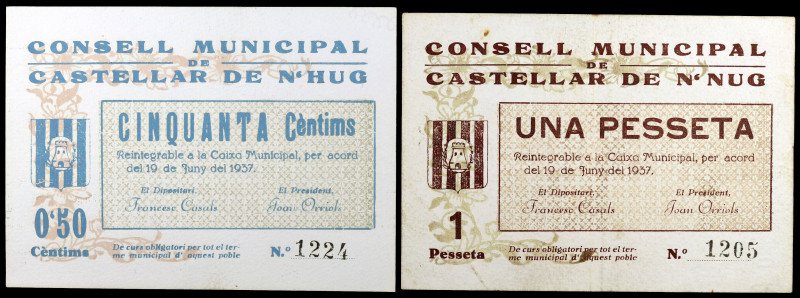 CONSELL MUNICIPAL
DE
CASTELLAR DE N'HUG
CINQUANTA Cèntims
Reintegrable a la Caixa Municipal, per acord
del 19 de Juny del 1937.
El Dipositari,
El President,
Francesc Casals
Joan Orriols
0'50
Cèntims
De curs obligatori per tot el ter-
me municipal d'aquest poble
N.º 1224
CONSELL MUNICIPAL
DE
CASTELLAR DE N'NUG
UNA PESSETA
Reintegrable a la Caixa Municipal, per acord
del 19 de Juny del 1937.
El Dipositari,
El President,
Francesc Casals
Joan Orriols
1
Pesseta
De curs obligatori per tot el ter-
me municipal d'aquest poble
N.º 1205